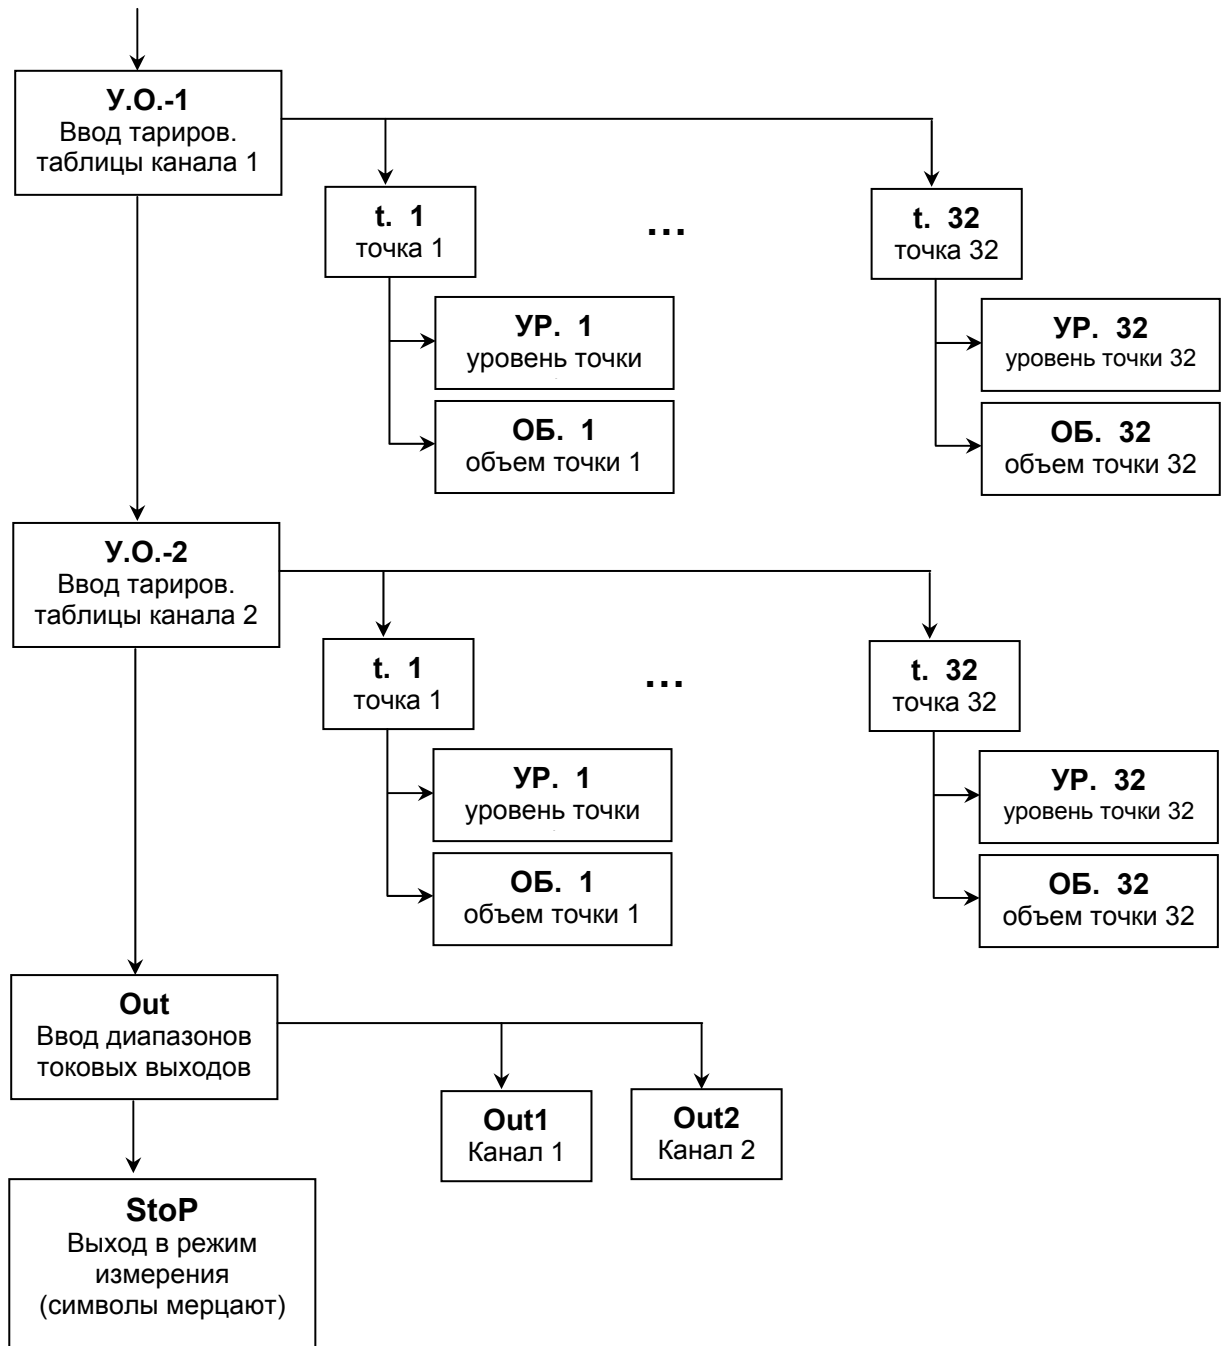 У.О.-1
Ввод тариров.
таблицы канала 1
t. 1
точка 1
...
t. 32
точка 32
УР. 1
уровень точки
ОБ. 1
объем точки 1
УР. 32
уровень точки 32
ОБ. 32
объем точки 32
У.О.-2
Ввод тариров.
таблицы канала 2
t. 1
точка 1
...
t. 32
точка 32
УР. 1
уровень точки
ОБ. 1
объем точки 1
УР. 32
уровень точки 32
ОБ. 32
объем точки 32
Out
Ввод диапазонов
токовых выходов
Out1
Канал 1
Out2
Канал 2
StoP
Выход в режим
измерения
(символы мерцают)